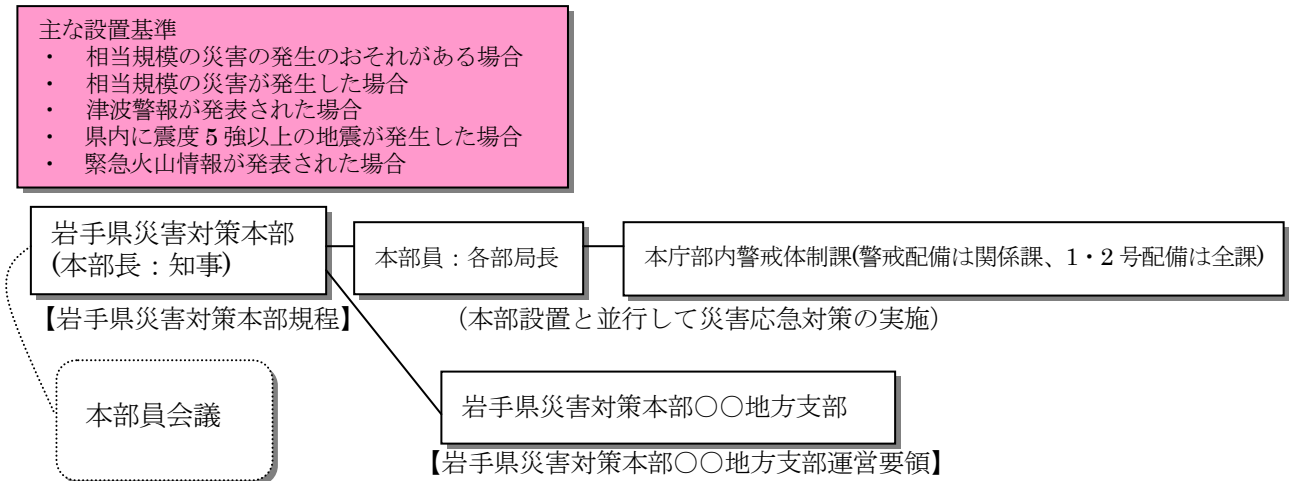 主な設置基準
・ 相当規模の災害の発生のおそれがある場合
・ 相当規模の災害が発生した場合
・ 津波警報が発表された場合
・ 県内に震度5強以上の地震が発生した場合
・ 緊急火山情報が発表された場合
岩手県災害対策本部
(本部長：知事)
本部員：各部局長
本庁部内警戒体制課(警戒配備は関係課、1・2号配備は全課)
【岩手県災害対策本部規程】
(本部設置と並行して災害応急対策の実施)
本部員会議
岩手県災害対策本部○○地方支部
【岩手県災害対策本部○○地方支部運営要領】